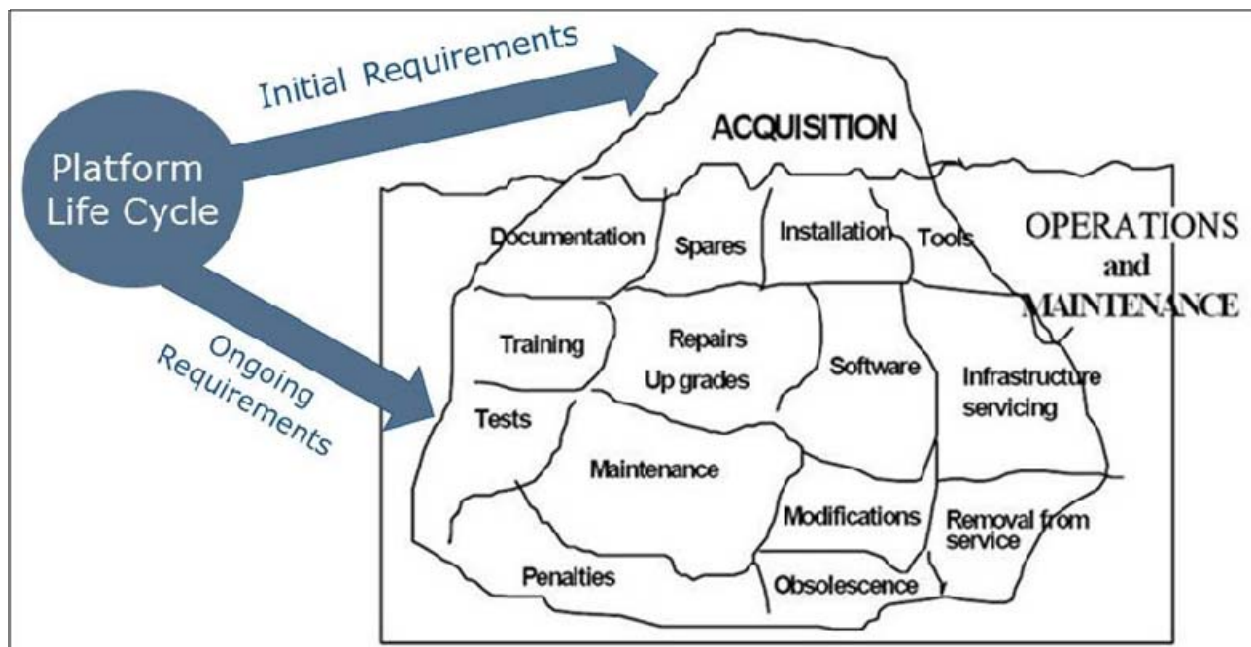 Initial Requirements
Platform
Life Cycle
Ongoing
Requirements
ACQUISITION
OPERATIONS
and
MAINTENANCE
Documentation
Spares
Installation
Tools
Training
Repairs
Up grades
Software
Infrastructure
servicing
Tests
Maintenance
Modifications
Removal from
service
Penalties
Obsolescence